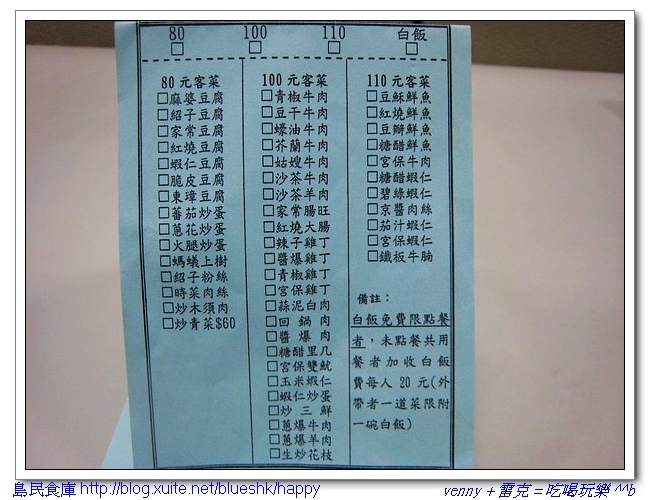 80 100 110 白飯
□ □ □ □
80元客菜
□麻婆豆腐
□紹子豆腐
□家常豆腐
□紅燒豆腐
□蝦仁豆腐
□脆皮豆腐
□東璋豆腐
□蕃茄炒蛋
□蔥花炒蛋
□火腿炒蛋
□螞蟻上樹
□紹子粉絲
□時菜肉絲
□炒木須肉
□炒青菜$60
100元客菜
□青椒牛肉
□豆干牛肉
□蠔油牛肉
□芥蘭牛肉
□姑嫂牛肉
□沙茶牛肉
□沙茶羊肉
□家常腸旺
□紅燒大腸
□辣子雞丁
□醬爆雞丁
□青椒雞丁
□宮保雞丁
□蒜泥白肉
□回鍋肉
□醬爆肉
□糖醋里几
□宮保雙魷
□玉米蝦仁
□蝦仁炒蛋
□炒三鮮
□蔥爆牛肉
□蔥爆羊肉
□生炒花枝
110元客菜
□豆穌鮮魚
□紅燒鮮魚
□豆瓣鮮魚
□糖醋鮮魚
□宮保牛肉
□糖醋蝦仁
□碧綠蝦仁
□京醬肉絲
□茄汁蝦仁
□宮保蝦仁
□鐵板牛腩
備註：
白飯免費限點餐
者，未點餐共用
餐者加收白飯
費每人 20 元(外
帶者一道菜限附
一碗白飯)
島民食庫 http://blog.xuite.net/blueshk/happy
venny + 雷克 = 吃喝玩樂 ^^b